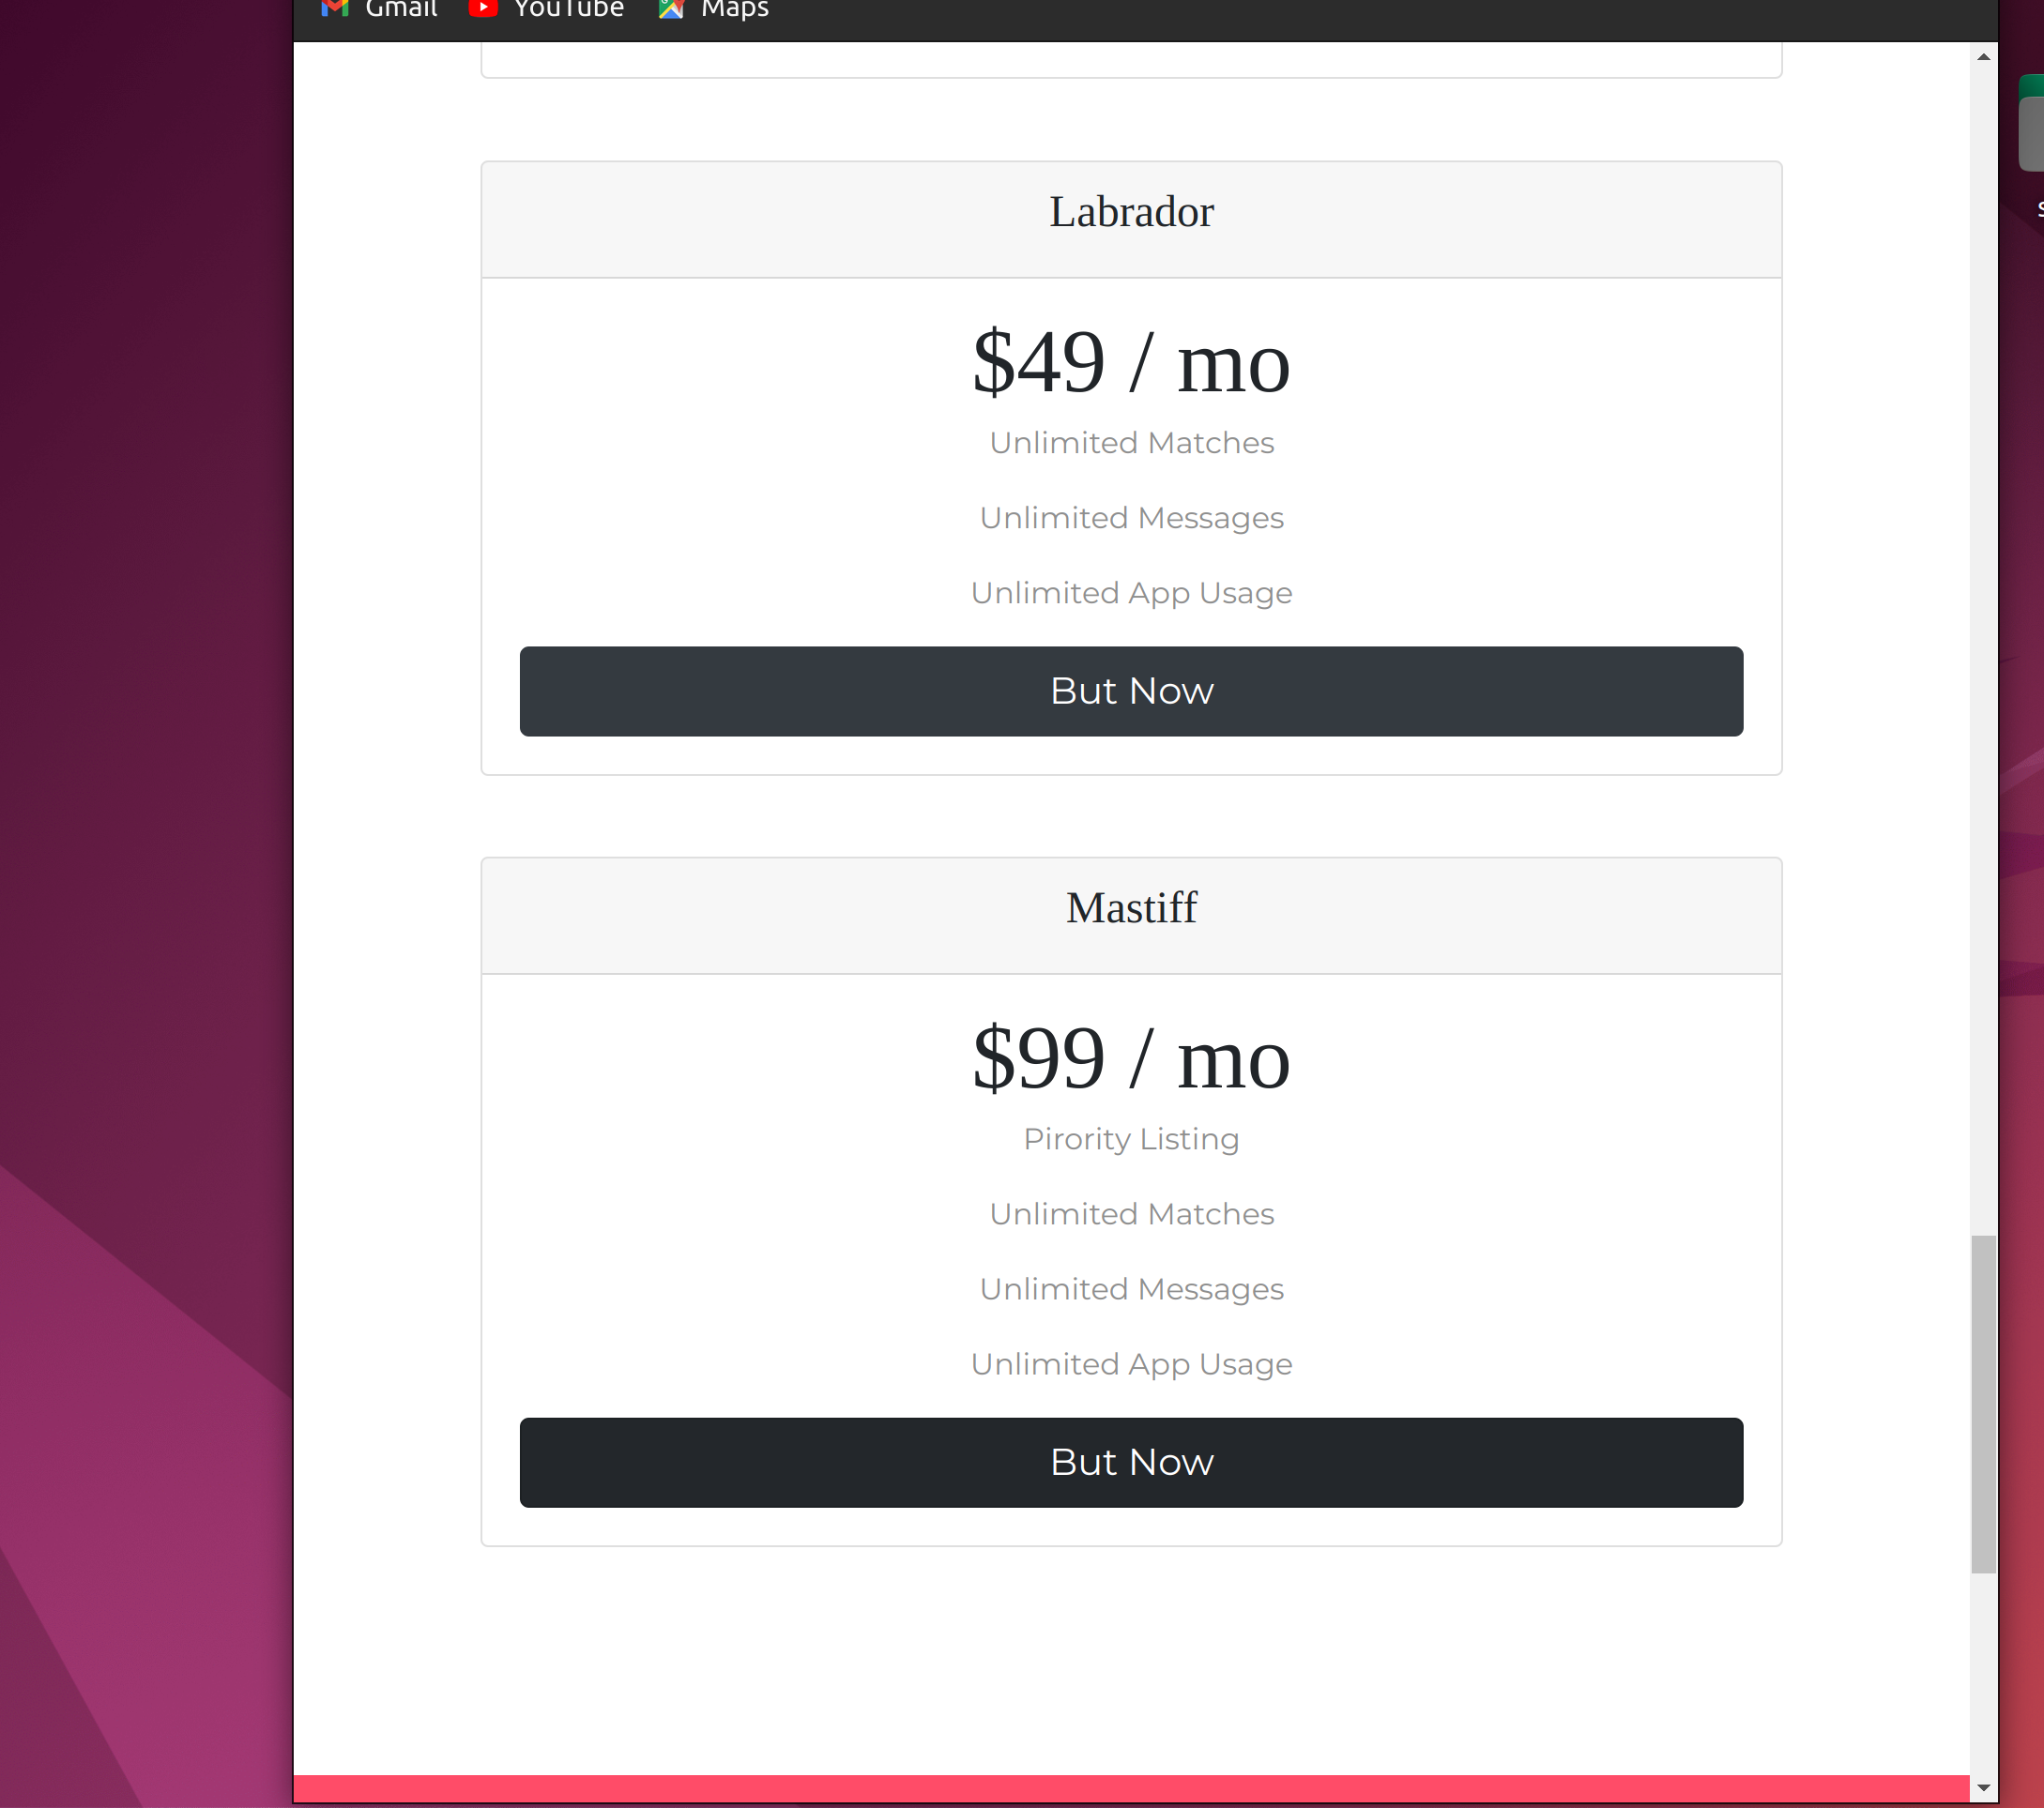 Gmail YouTube Maps
Labrador
$49 / mo
Unlimited Matches
Unlimited Messages
Unlimited App Usage
But Now
Mastiff
$99 / mo
Pirority Listing
Unlimited Matches
Unlimited Messages
Unlimited App Usage
But Now